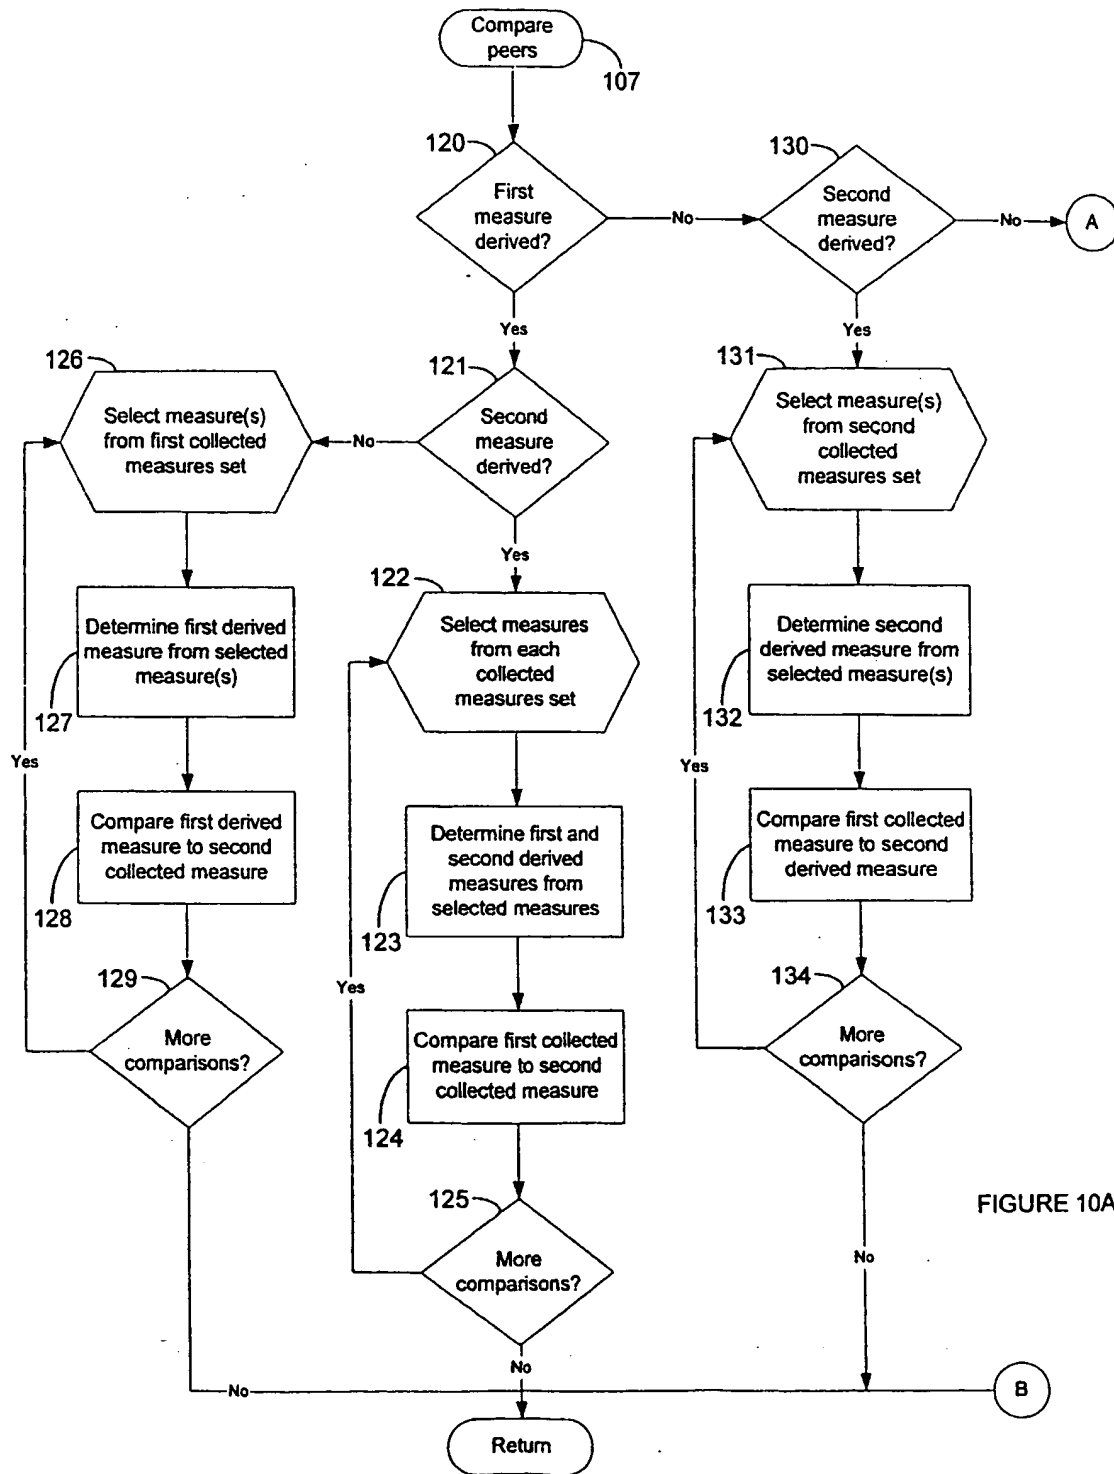 Compare
peers
107
120
First
measure
derived?
No
130
Second
measure
derived?
No
A
Yes
Yes
126
Select measure(s)
from first collected
measures set
No
121
Second
measure
derived?
131
Select measure(s)
from second
collected
measures set
Yes
122
Select measures
from each
collected
measures set
Determine first derived
measure from selected
measure(s)
127
Determine second
derived measure from
selected measure(s)
132
Yes
Yes
Compare first derived
measure to second
collected measure
128
Determine first and
second derived
measures from
selected measures
123
Compare first collected
measure to second
derived measure
133
129
More
comparisons?
Yes
134
More
comparisons?
Compare first collected
measure to second
collected measure
124
125
More
comparisons?
FIGURE 10A
No
No
No
B
Return